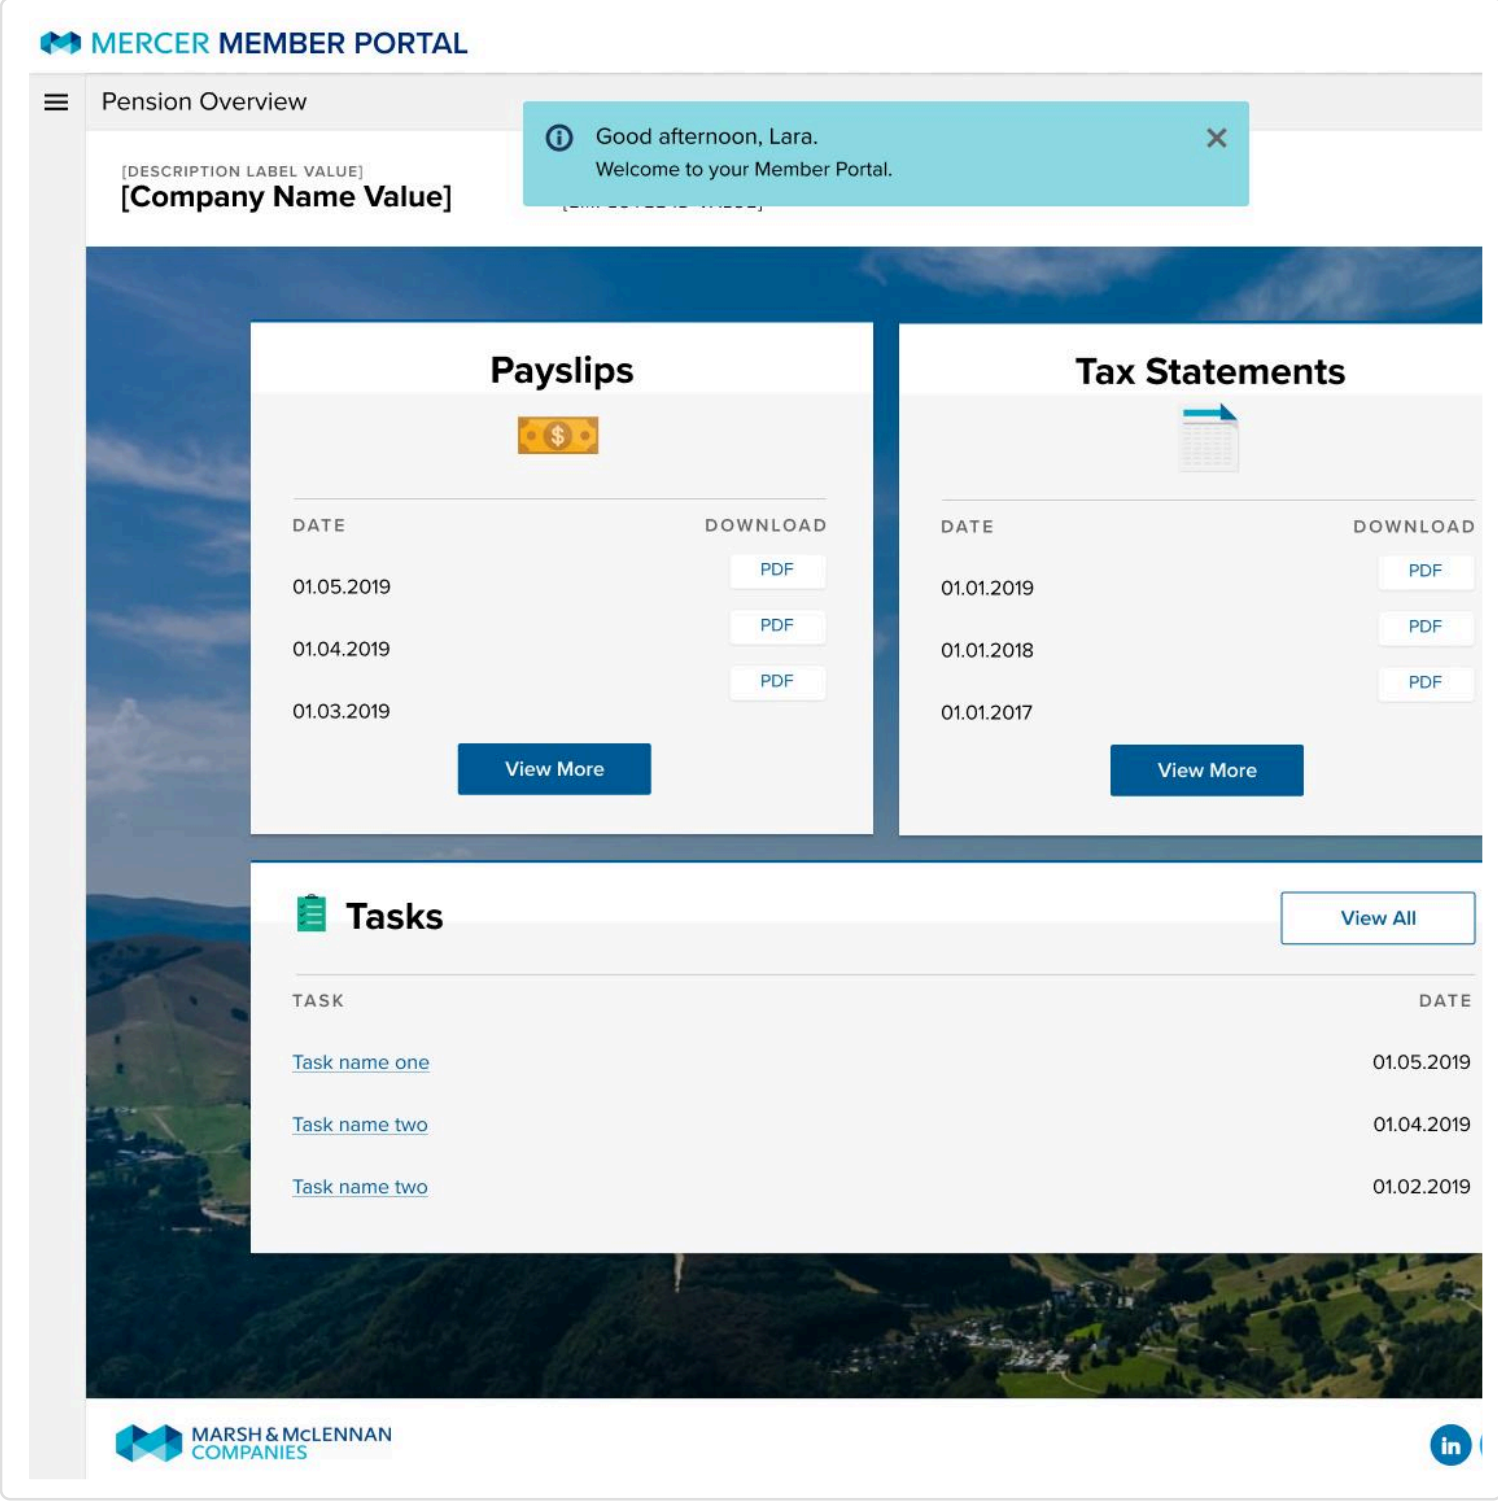 MERCER MEMBER PORTAL
Pension Overview
Good afternoon, Lara.
Welcome to your Member Portal.
[DESCRIPTION LABEL VALUE]
[Company Name Value]
Payslips
$
DATE DOWNLOAD
01.05.2019 PDF
01.04.2019 PDF
01.03.2019 PDF
View More
Tax Statements
DATE DOWNLOAD
01.01.2019 PDF
01.01.2018 PDF
01.01.2017 PDF
View More
Tasks
View All
TASK DATE
Task name one 01.05.2019
Task name two 01.04.2019
Task name two 01.02.2019
MARSH & McLENNAN
COMPANIES
in